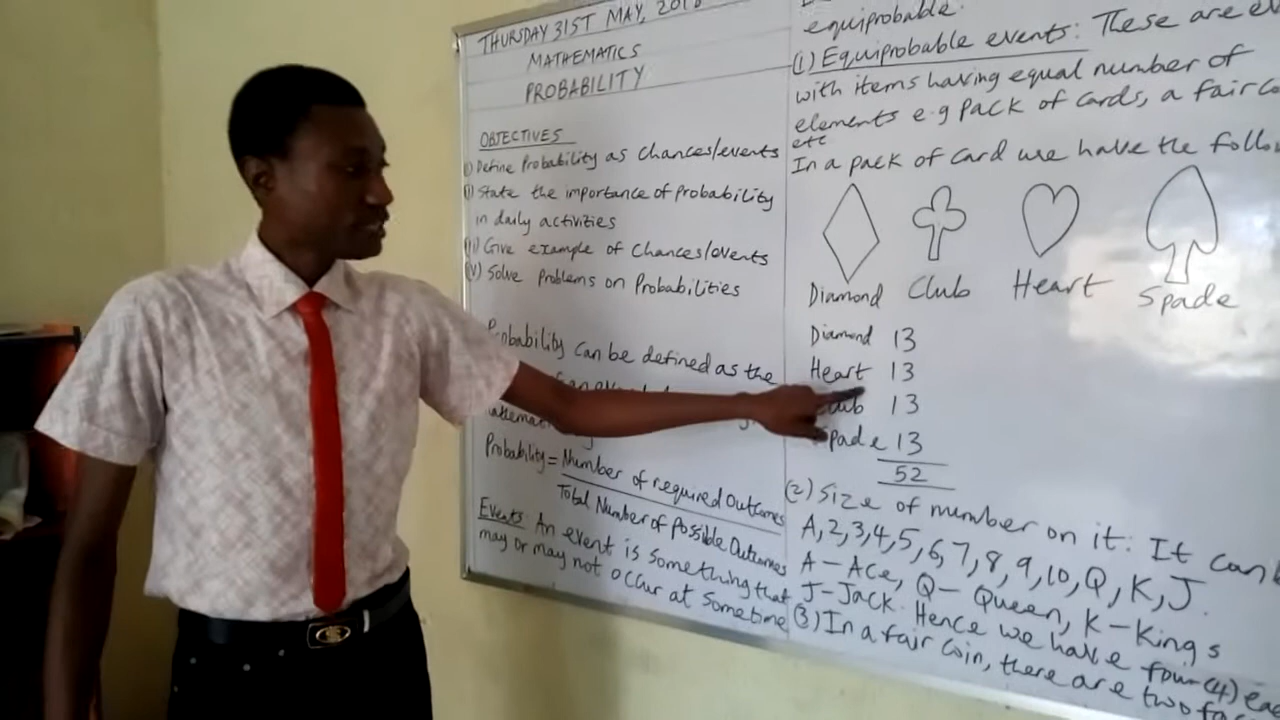 THURSDAY 31ST MAY,
MATHEMATICS
PROBABILITY
OBJECTIVES
(i) Define Probability as Chances/events
(ii) State the importance of Probability
in daily activities
(iii) Give example of Chances/events
(iv) Solve Problems on Probabilities
Probability Can be defined as the
Probability = Number of required Outcomes
Total Number of Possible Outcomes
Events: An event is something that
may or may not occur at sometime
equiprobable.
(1) Equiprobable events: These are
with items having equal number of
elements e.g Pack of Cards, a fair
etc
In a pack of Card we have the
Diamond Club Heart Spade
Diamond 13
Heart 13
Club 13
Spade 13
52
(2) Size of number on it: It can
A,2,3,4,5,6,7,8,9,10,Q,K,J.
A-Ace, Q-Queen, K-Kings
J-Jack. Hence we have four(4)
(3) In a fair Coin, there are two